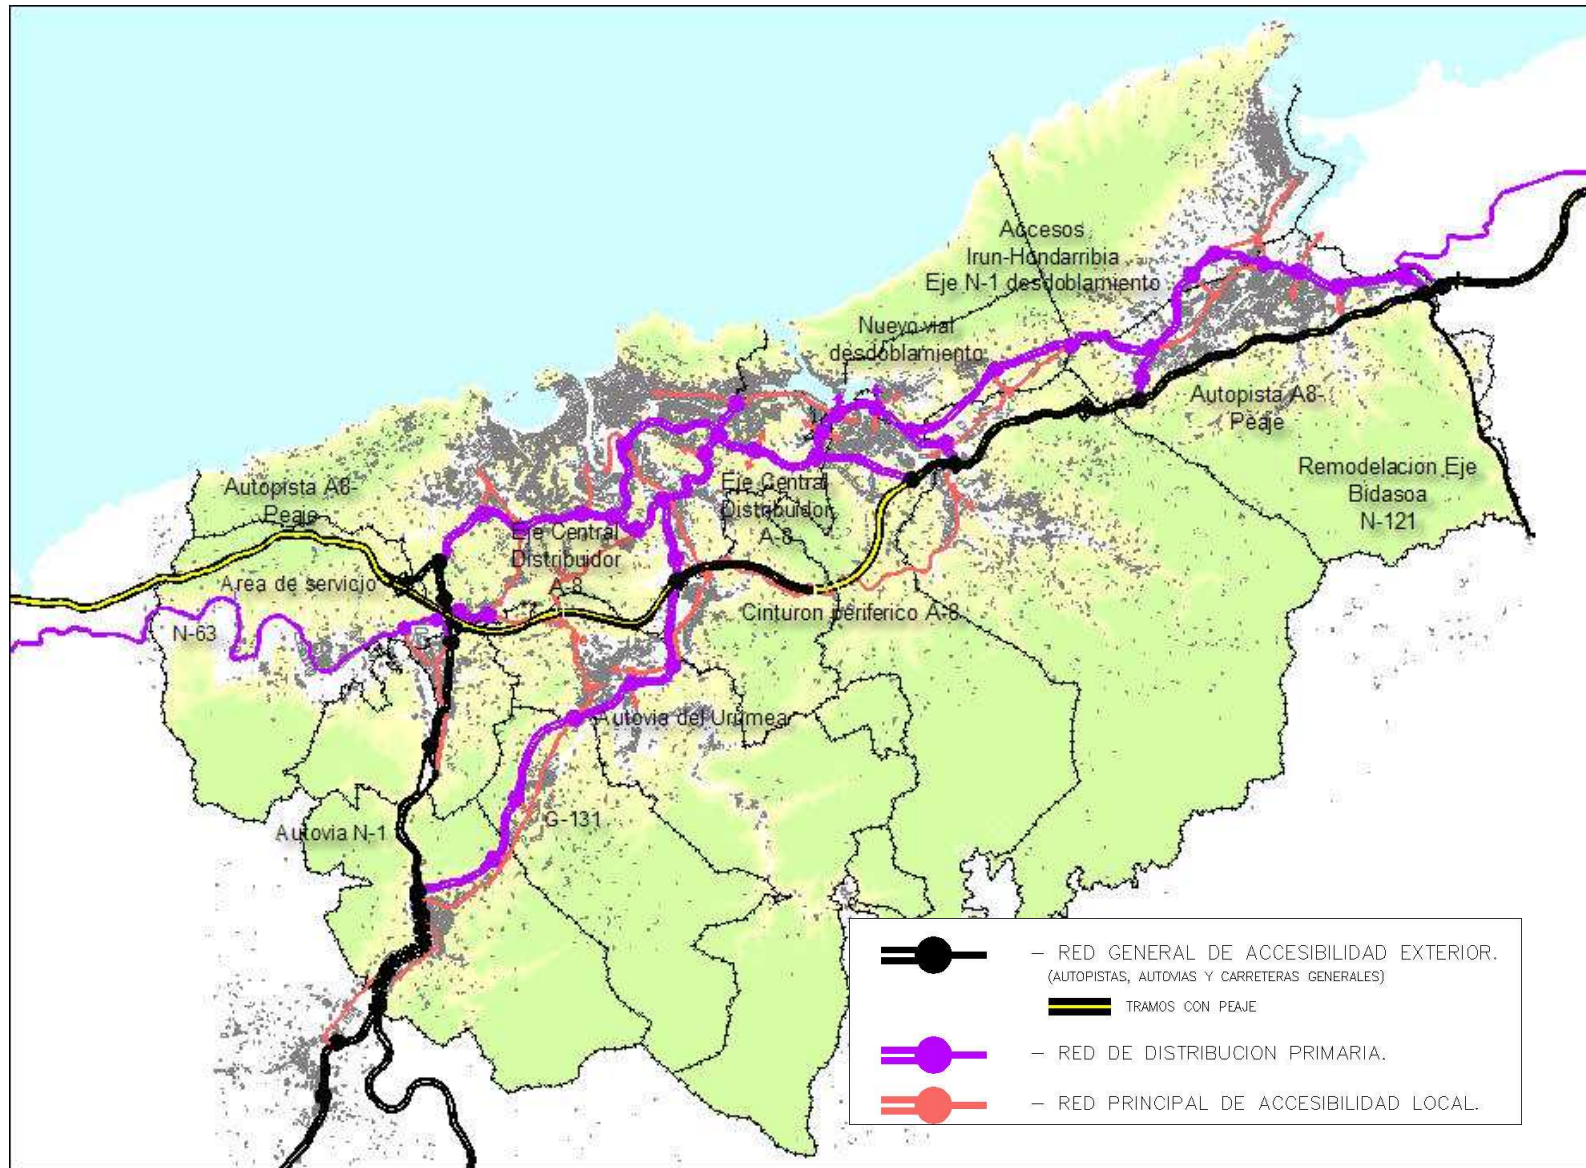 Accesos
Irun-Hondarribia
Eje N-1 desdoblamiento
Nuevo vial
desdoblamiento
Autopista A8-
Peaje
Remodelacion Eje
Bidasoa
N-121
Autopista A8-
Peaje
Eje Central
Distribuidor
A-8
Eje Central
Distribuidor
A-8
Area de servicio
Cinturon periferico A-8
N-63
Autovia del Urumea
G-131
Autovia N-1
– RED GENERAL DE ACCESIBILIDAD EXTERIOR.
(AUTOPISTAS, AUTOVIAS Y CARRETERAS GENERALES)
TRAMOS CON PEAJE
– RED DE DISTRIBUCION PRIMARIA.
– RED PRINCIPAL DE ACCESIBILIDAD LOCAL.